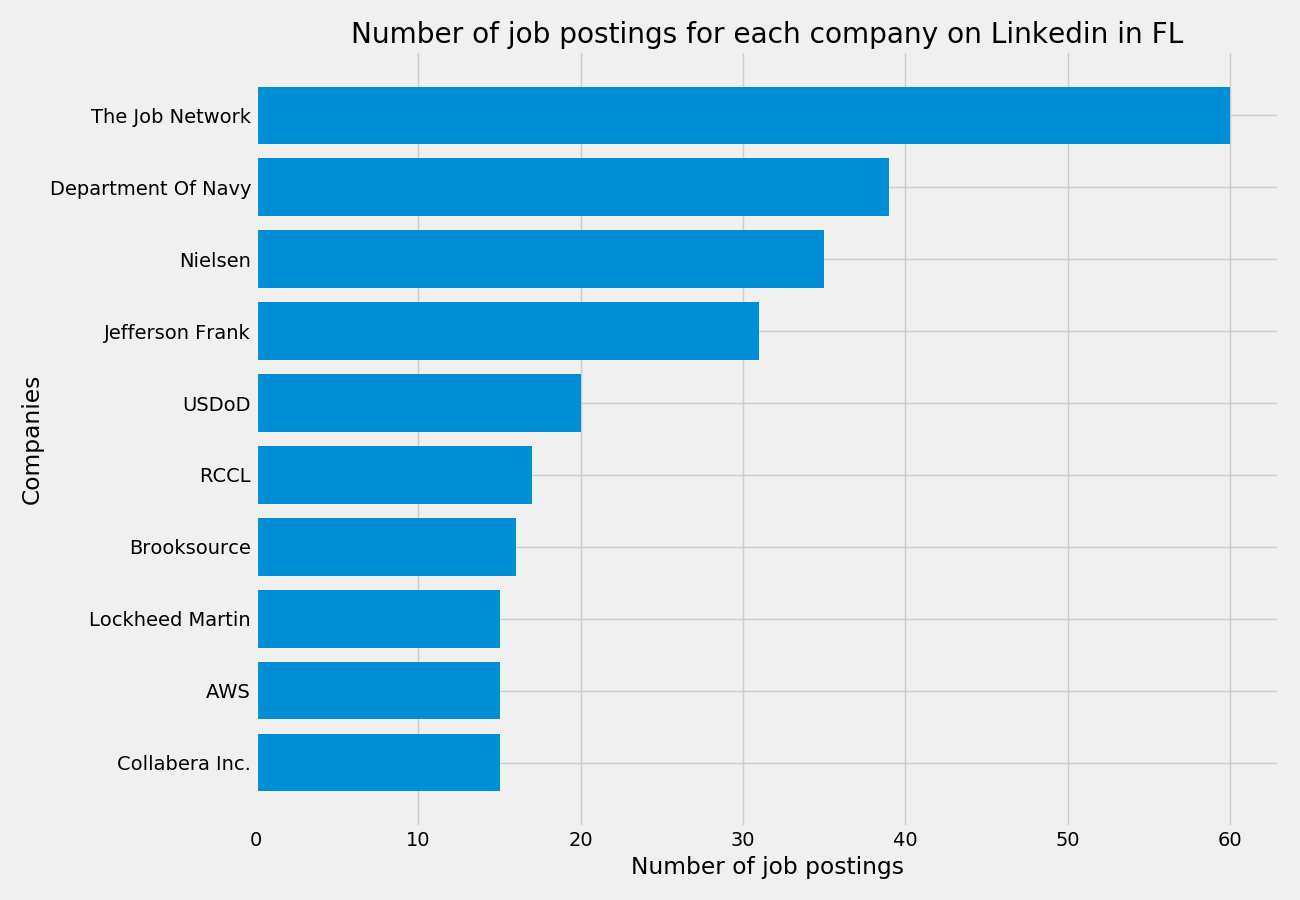 Number of job postings for each company on Linkedin in FL
The Job Network
Department Of Navy
Nielsen
Jefferson Frank
USDoD
RCCL
Brooksource
Lockheed Martin
AWS
Collabera Inc.
Companies
0 10 20 30 40 50 60
Number of job postings